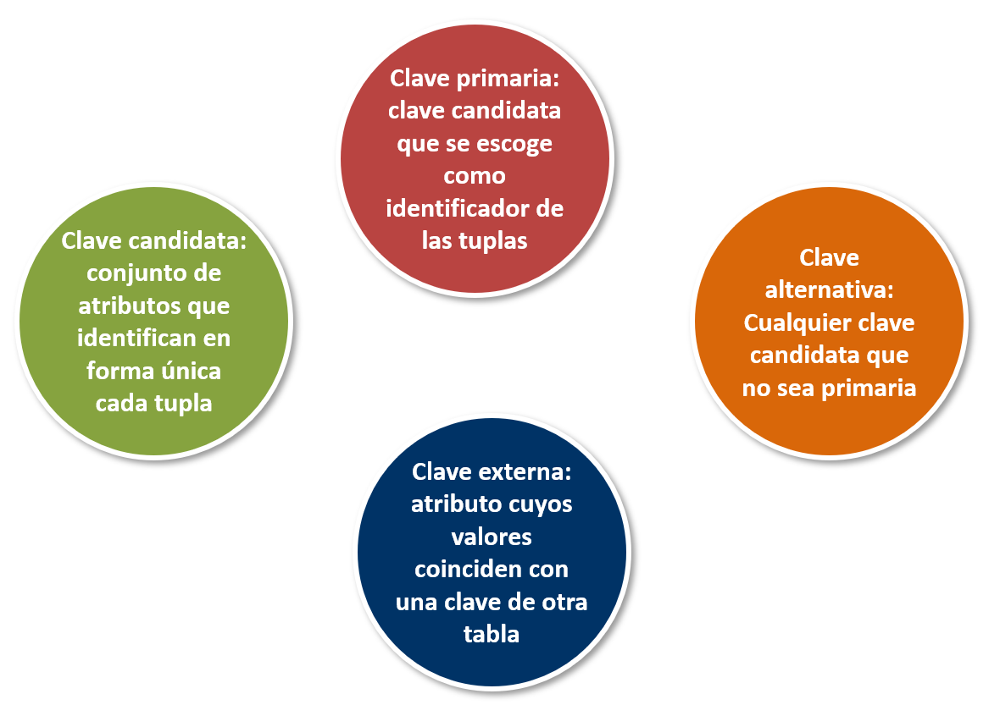 Clave primaria:
clave candidata
que se escoge
como
identificador de
las tuplas
Clave candidata:
conjunto de
atributos que
identifican en
forma única
cada tupla
Clave
alternativa:
Cualquier clave
candidata que
no sea primaria
Clave externa:
atributo cuyos
valores
coinciden con
una clave de otra
tabla